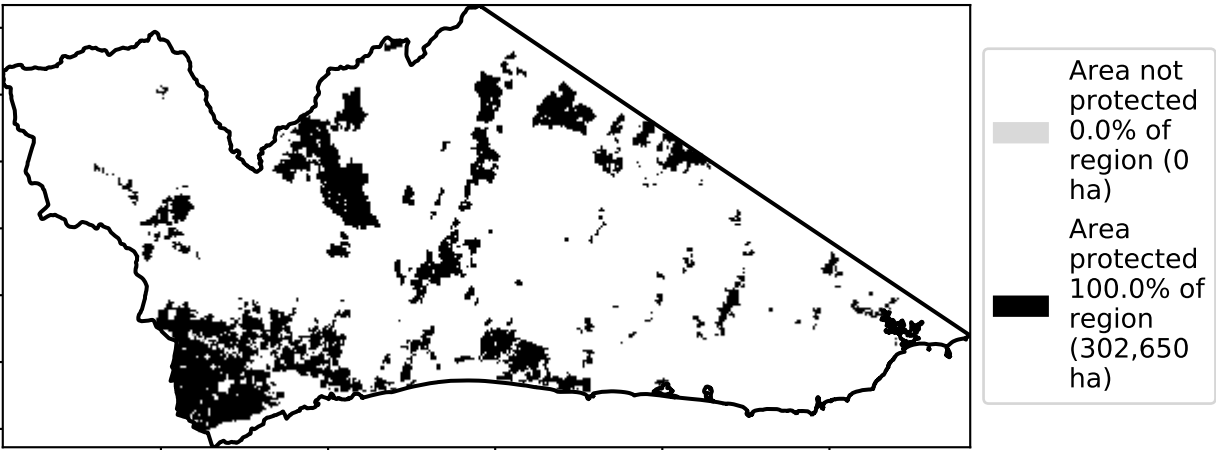 Area not
protected
0.0% of
region (0
ha)
Area
protected
100.0% of
region
(302,650
ha)